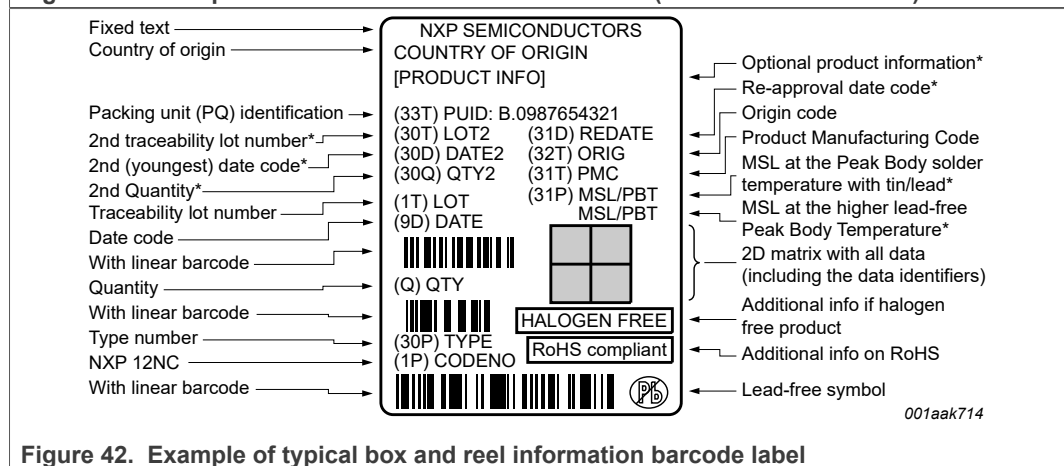 Fixed text
Country of origin
Packing unit (PQ) identification
2nd traceability lot number*
2nd (youngest) date code*
2nd Quantity*
Traceability lot number
Date code
With linear barcode
Quantity
With linear barcode
Type number
NXP 12NC
With linear barcode
NXP SEMICONDUCTORS
COUNTRY OF ORIGIN
[PRODUCT INFO]
(33T) PUID: B.0987654321
(30T) LOT2 (31D) REDATE
(30D) DATE2 (32T) ORIG
(30Q) QTY2 (31T) PMC
(31P) MSL/PBT
(1T) LOT MSL/PBT
(9D) DATE
(Q) QTY
HALOGEN FREE
(30P) TYPE
RoHS compliant
(1P) CODENO
Pb
Optional product information*
Re-approval date code*
Origin code
Product Manufacturing Code
MSL at the Peak Body solder
temperature with tin/lead*
MSL at the higher lead-free
Peak Body Temperature*
2D matrix with all data
(including the data identifiers)
Additional info if halogen
free product
Additional info on RoHS
Lead-free symbol
001aak714
Figure 42. Example of typical box and reel information barcode label